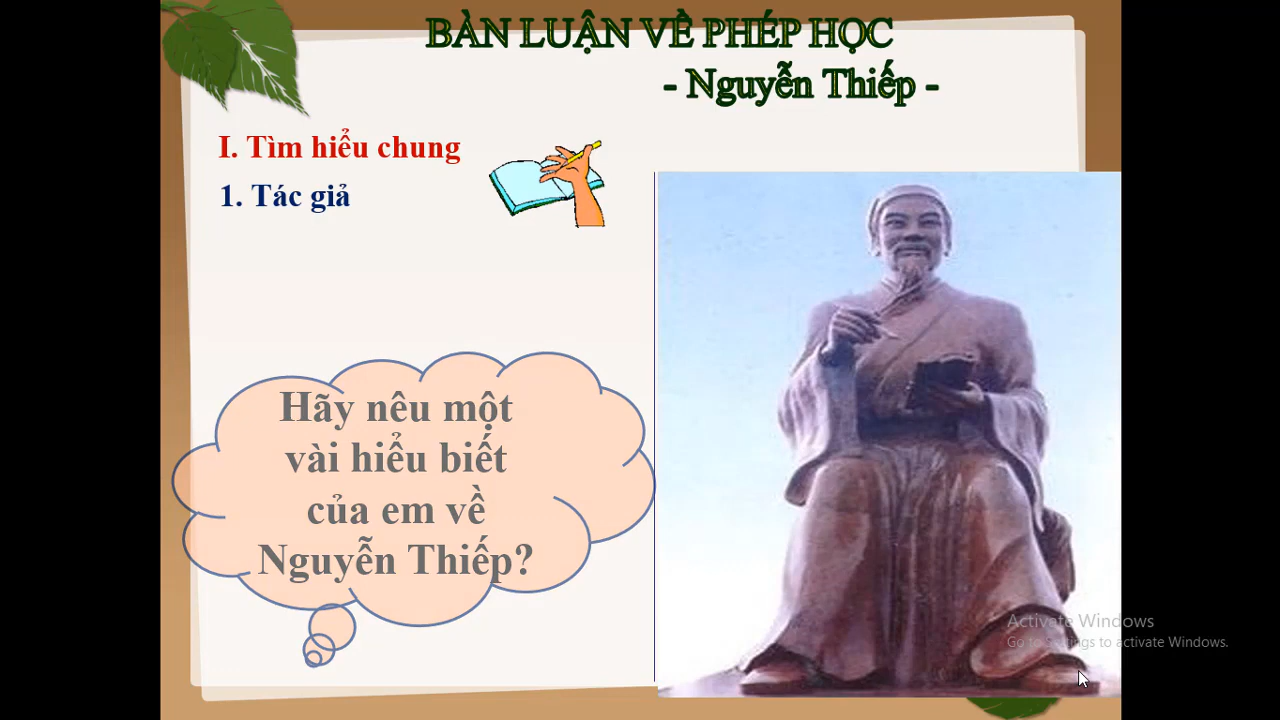 BÀN LUẬN VỀ PHÉP HỌC
- Nguyễn Thiếp -
I. Tìm hiểu chung
1. Tác giả
Hãy nêu một
vài hiểu biết
của em về
Nguyễn Thiếp?
Activate Windows
Go to settings to activate Windows.